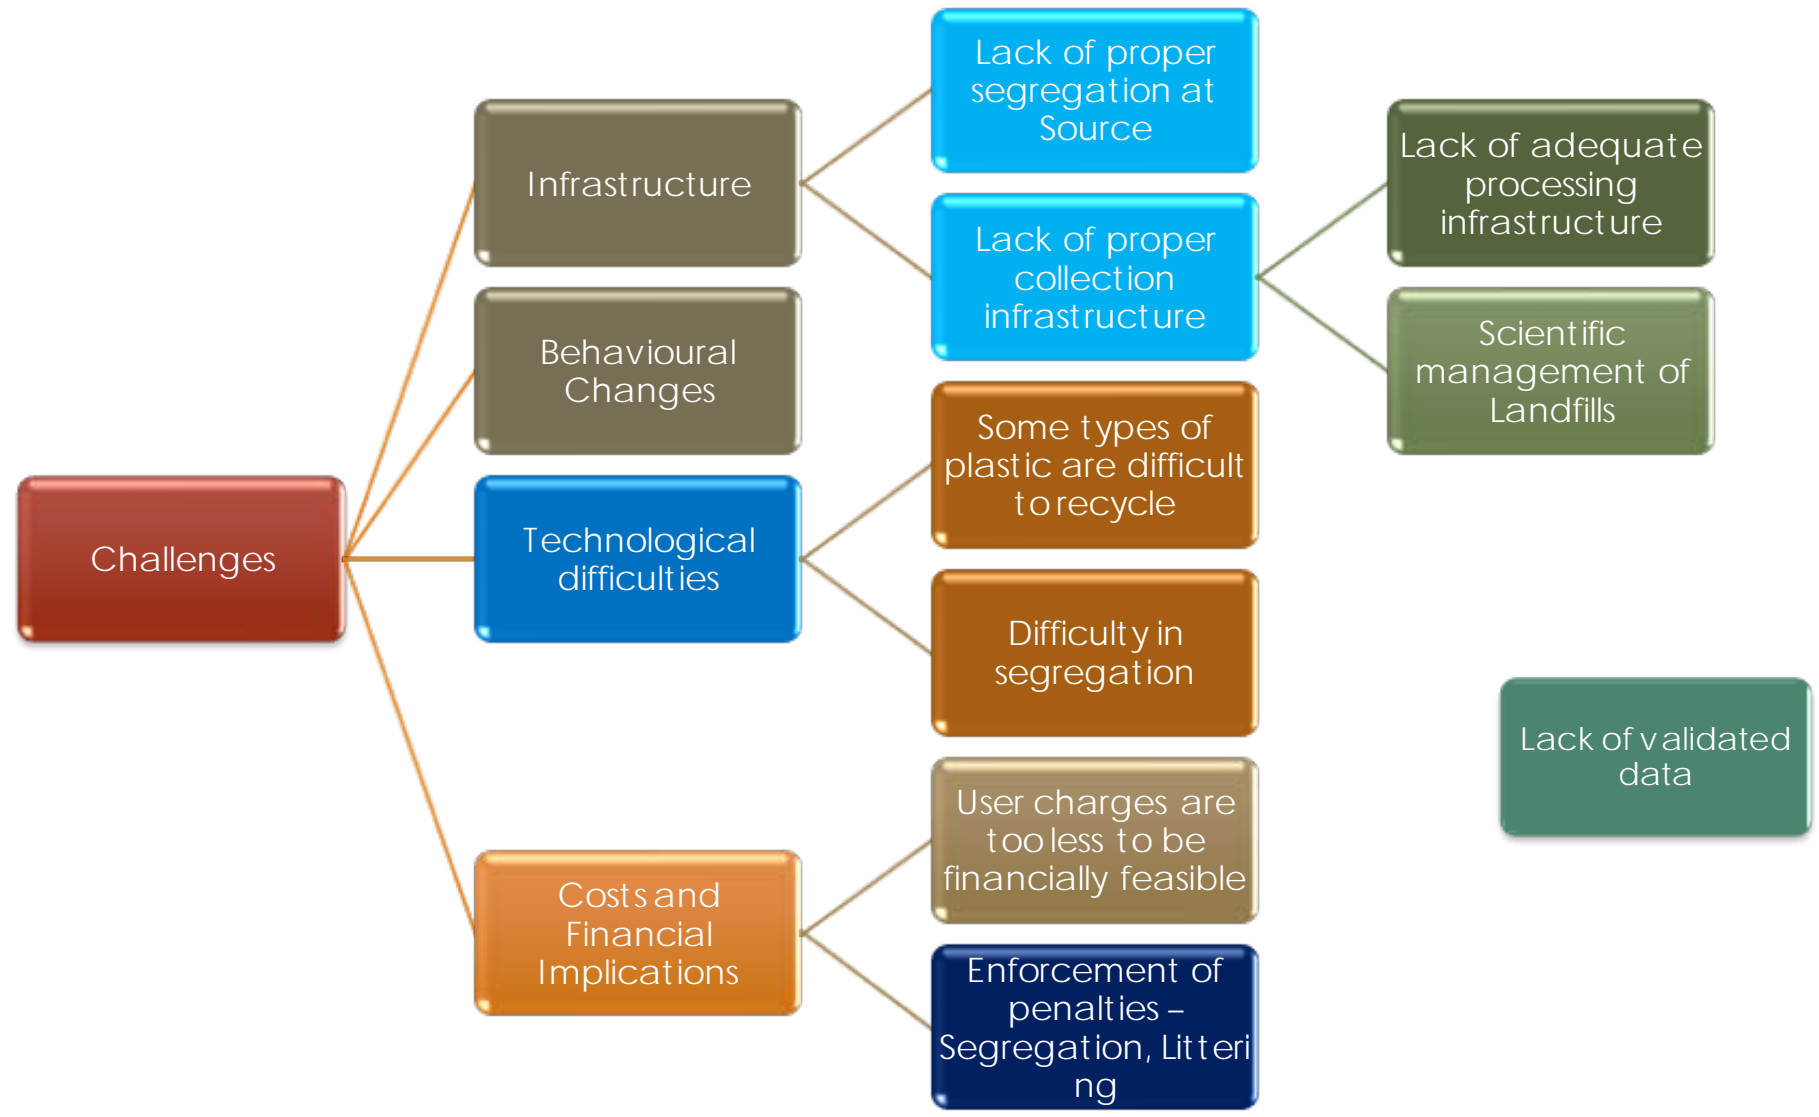 Challenges
Infrastructure
Behavioural
Changes
Technological
difficulties
Costs and
Financial
Implications
Lack of proper
segregation at
Source
Lack of proper
collection
infrastructure
Some types of
plastic are difficult
to recycle
Difficulty in
segregation
User charges are
too less to be
financially feasible
Enforcement of
penalties –
Segregation, Litteri
ng
Lack of adequate
processing
infrastructure
Scientific
management of
Landfills
Lack of validated
data